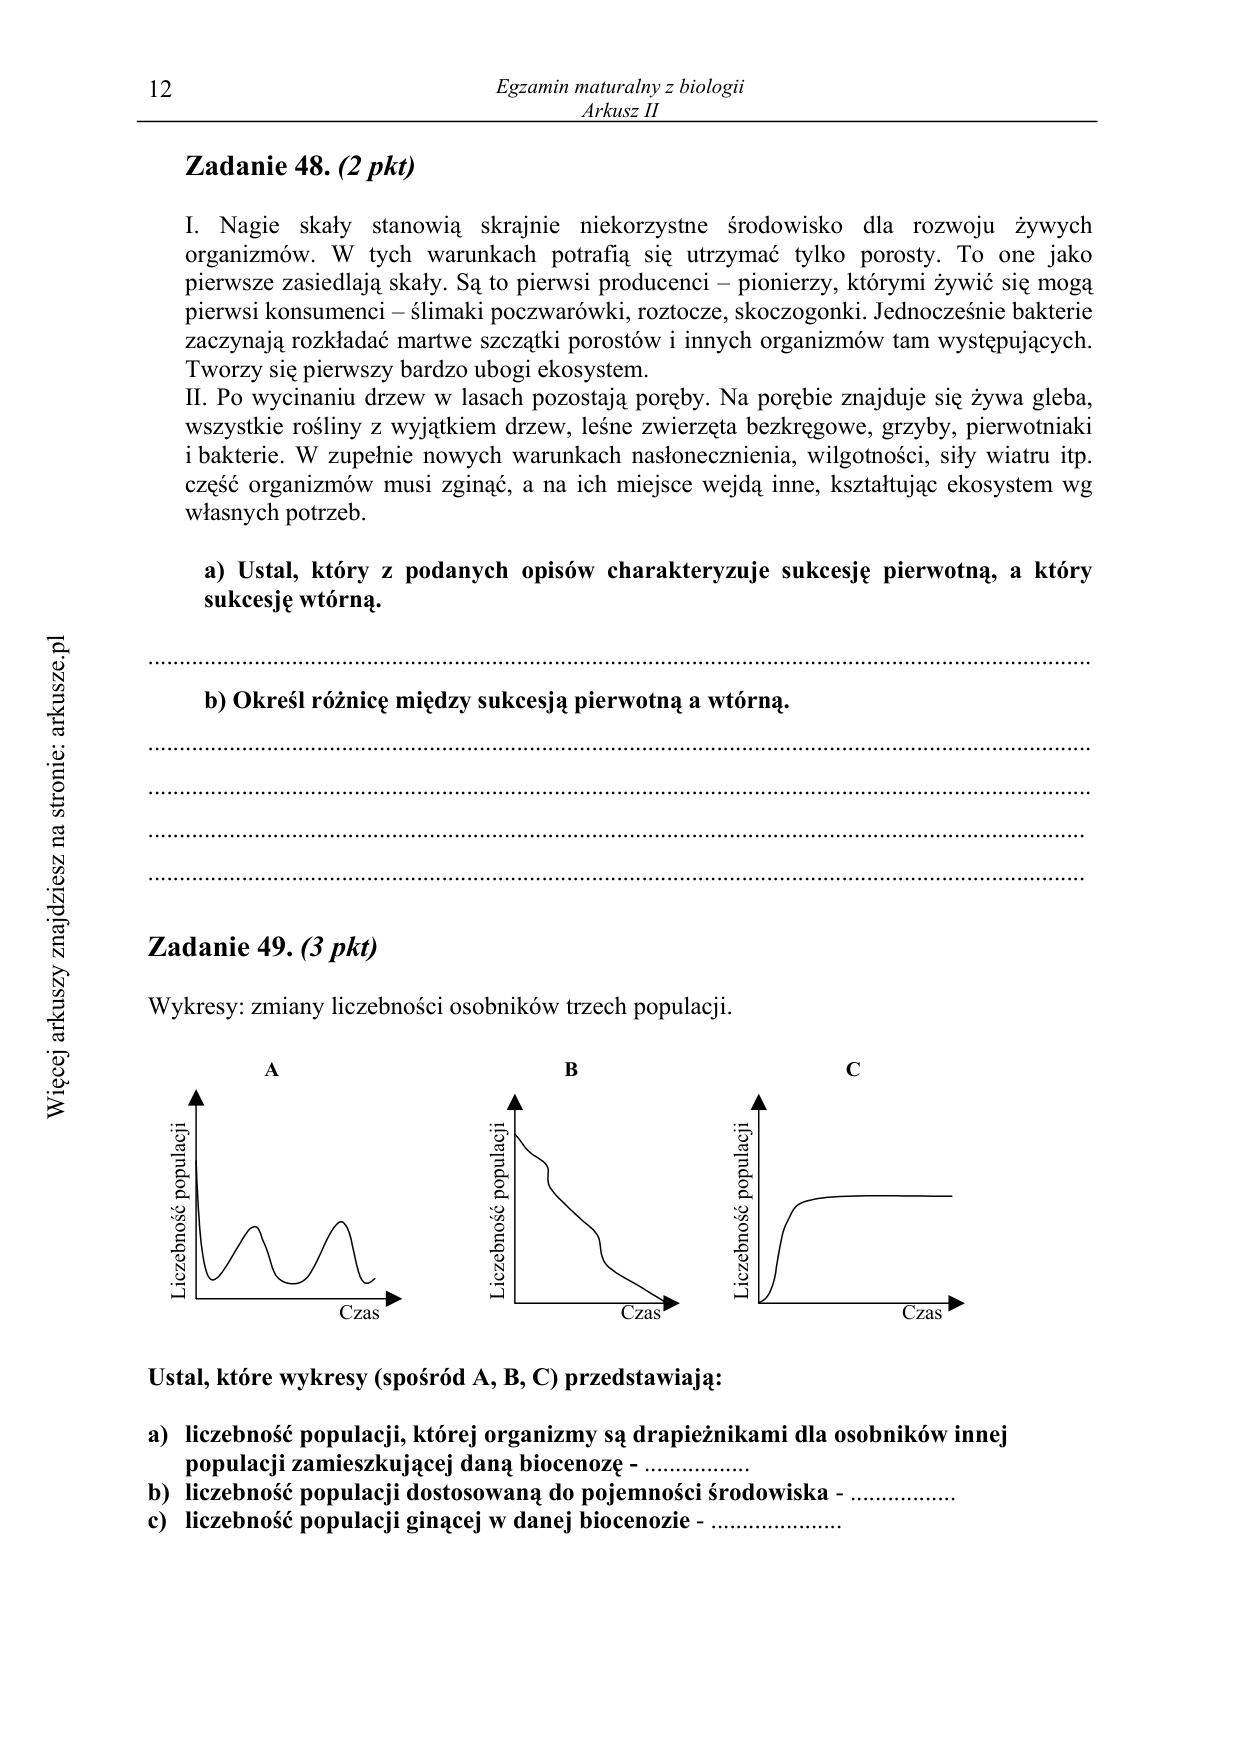 12
Egzamin maturalny z biologii
Arkusz II
Zadanie 48. (2 pkt)
I. Nagie skały stanowią skrajnie niekorzystne środowisko dla rozwoju żywych
organizmów. W tych warunkach potrafią się utrzymać tylko porosty. To one jako
pierwsze zasiedlają skały. Są to pierwsi producenci – pionierzy, którymi żywić się mogą
pierwsi konsumenci – ślimaki poczwarówki, roztocze, skoczogonki. Jednocześnie bakterie
zaczynają rozkładać martwe szczątki porostów i innych organizmów tam występujących.
Tworzy się pierwszy bardzo ubogi ekosystem.
II. Po wycinaniu drzew w lasach pozostają poręby. Na porębie znajduje się żywa gleba,
wszystkie rośliny z wyjątkiem drzew, leśne zwierzęta bezkręgowe, grzyby, pierwotniaki
i bakterie. W zupełnie nowych warunkach nasłonecznienia, wilgotności, siły wiatru itp.
część organizmów musi zginąć, a na ich miejsce wejdą inne, kształtując ekosystem wg
własnych potrzeb.
a) Ustal, który z podanych opisów charakteryzuje sukcesję pierwotną, a który
sukcesję wtórną.
......................................................................................................................................................
b) Określ różnicę między sukcesją pierwotną a wtórną.
......................................................................................................................................................
......................................................................................................................................................
.....................................................................................................................................................
.....................................................................................................................................................
Zadanie 49. (3 pkt)
Wykresy: zmiany liczebności osobników trzech populacji.
A
B
C
Liczebność populacji
Czas
Liczebność populacji
Czas
Liczebność populacji
Czas
Ustal, które wykresy (spośród A, B, C) przedstawiają:
a) liczebność populacji, której organizmy są drapieżnikami dla osobników innej
populacji zamieszkującej daną biocenozę - .................
b) liczebność populacji dostosowaną do pojemności środowiska - .................
c) liczebność populacji ginącej w danej biocenozie - .....................
Więcej arkuszy znajdziesz na stronie: arkusze.pl